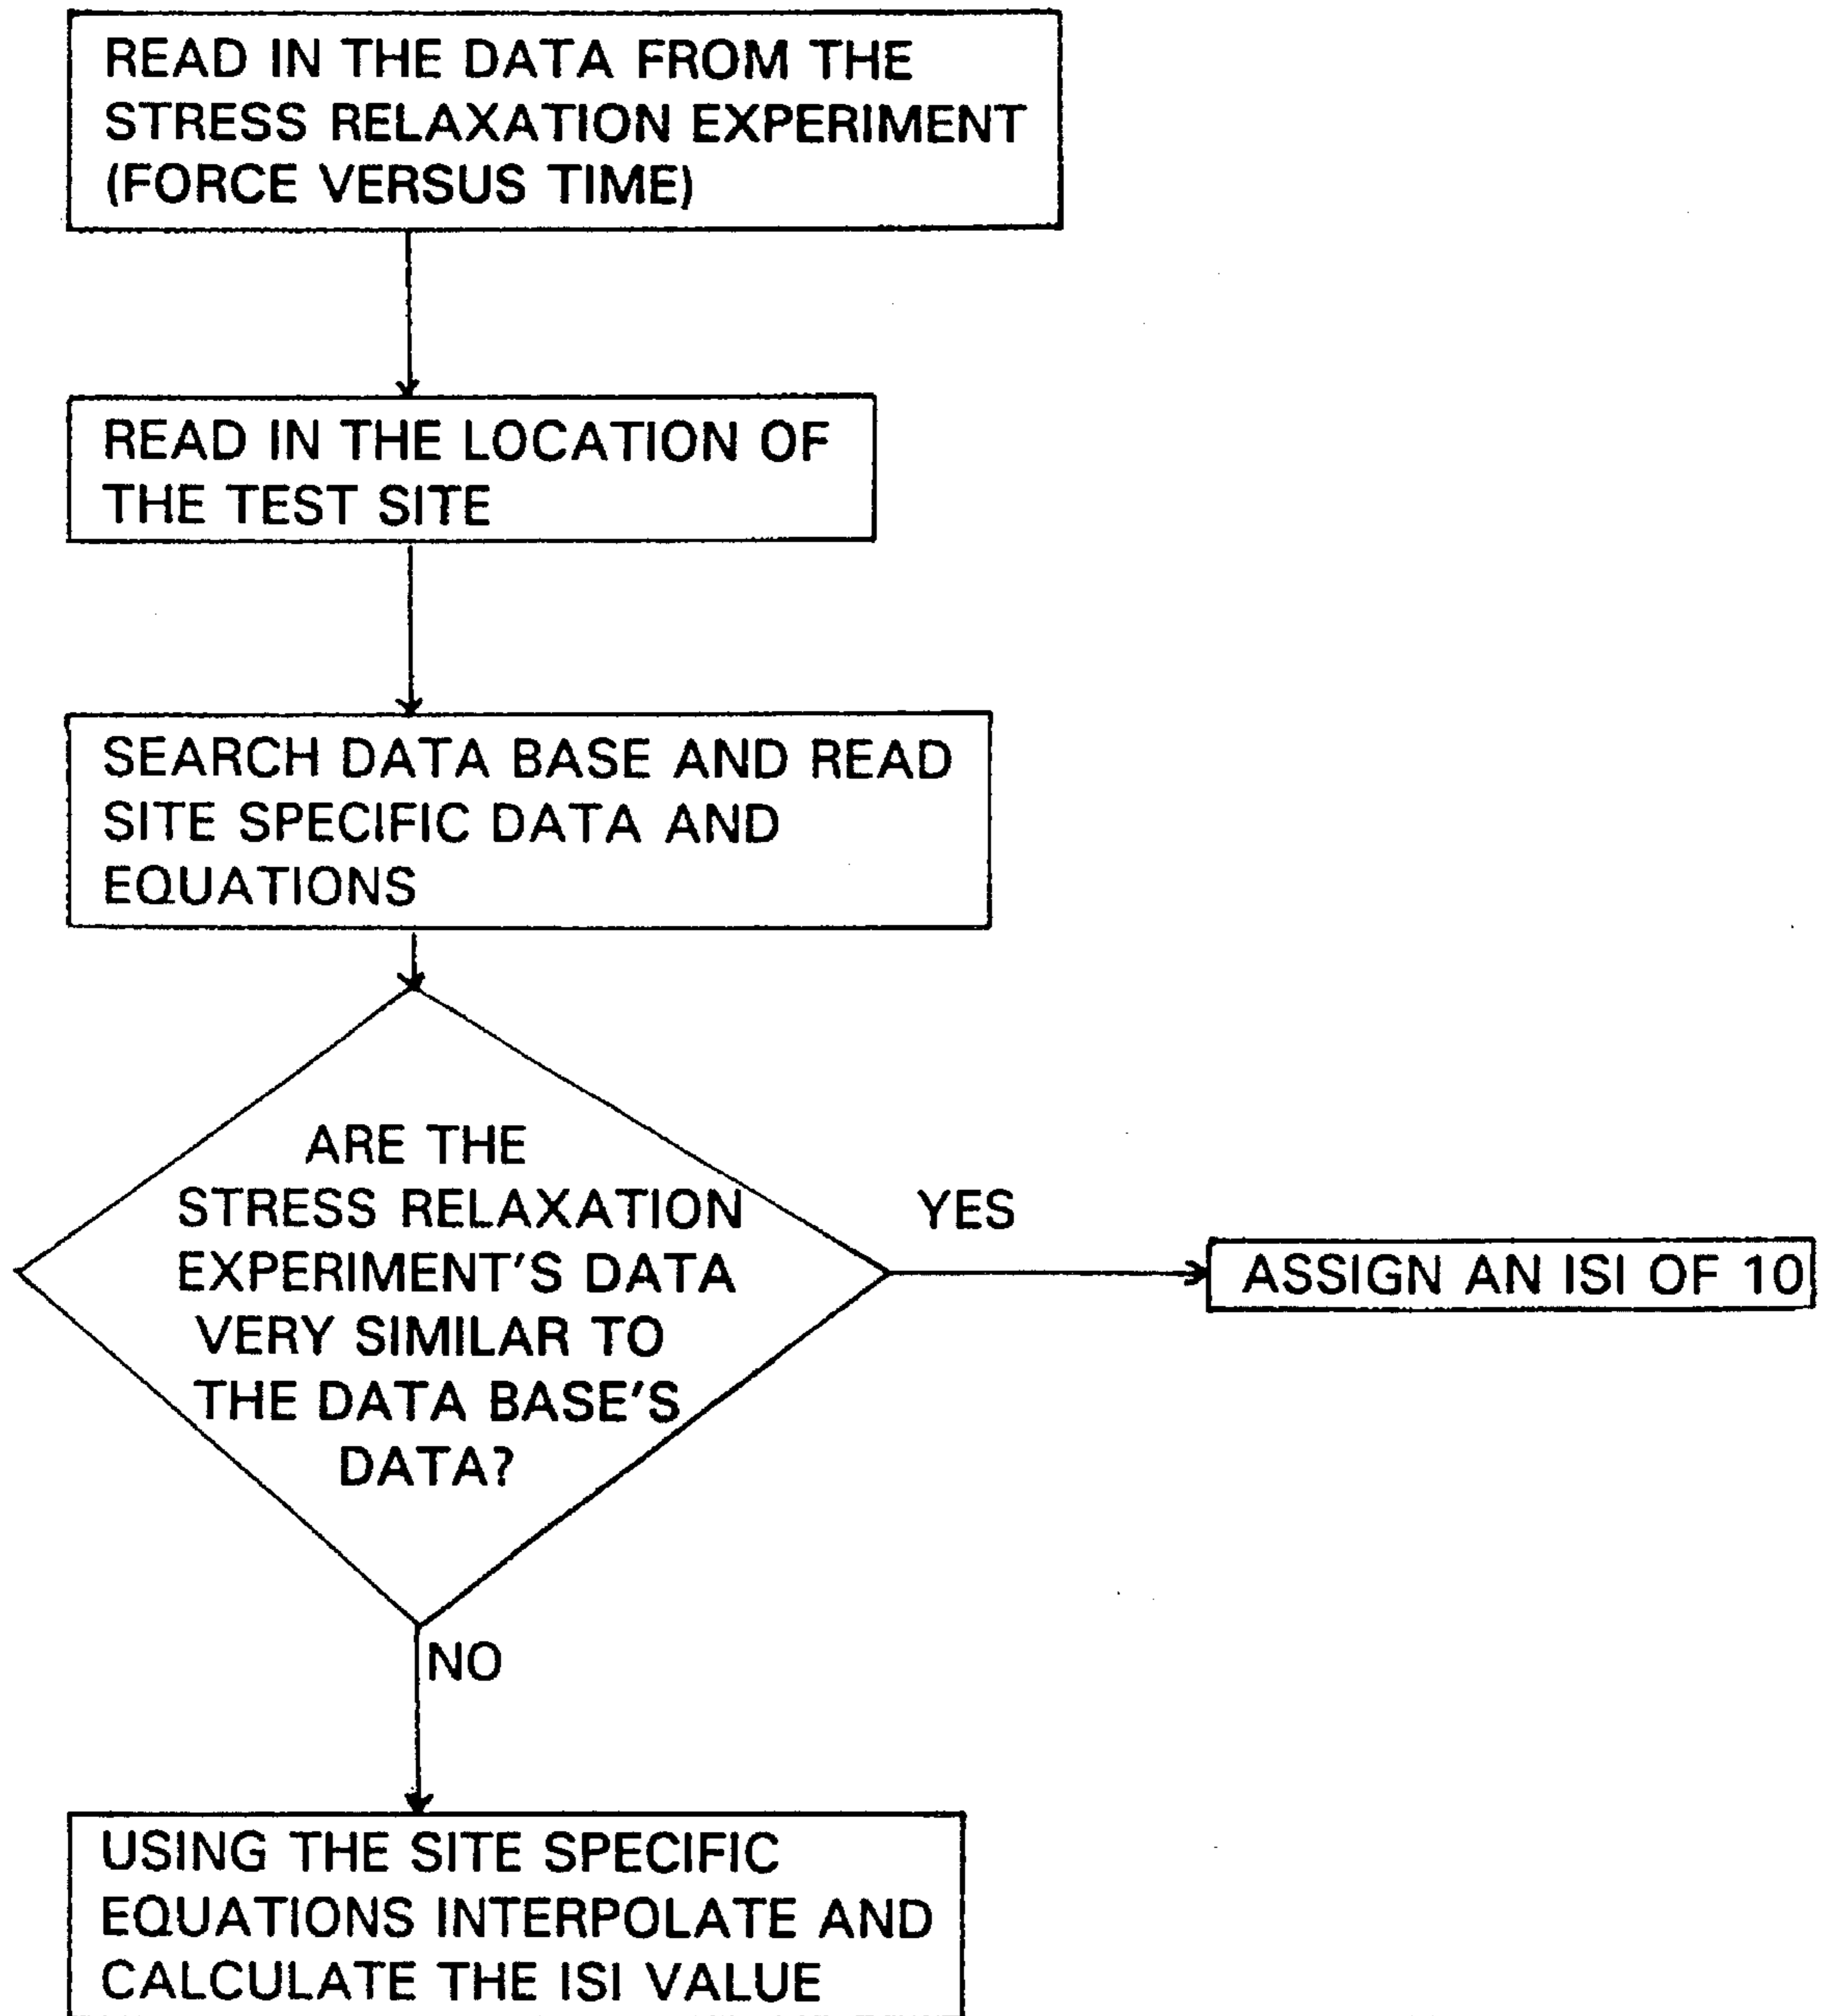 READ IN THE DATA FROM THE
STRESS RELAXATION EXPERIMENT
(FORCE VERSUS TIME)
READ IN THE LOCATION OF
THE TEST SITE
SEARCH DATA BASE AND READ
SITE SPECIFIC DATA AND
EQUATIONS
ARE THE
STRESS RELAXATION
EXPERIMENT'S DATA
VERY SIMILAR TO
THE DATA BASE'S
DATA?
YES
ASSIGN AN ISI OF 10
NO
USING THE SITE SPECIFIC
EQUATIONS INTERPOLATE AND
CALCULATE THE ISI VALUE